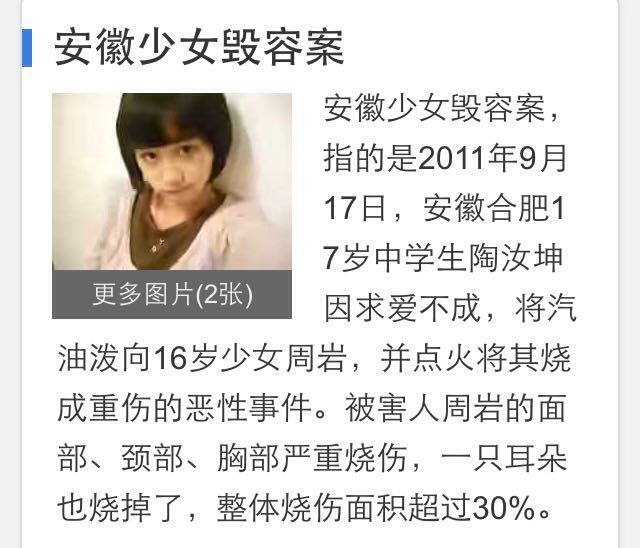 安徽少女毁容案
安徽少女毁容案，
指的是2011年9月
17日，安徽合肥1
7岁中学生陶汝坤
因求爱不成，将汽
更多图片(2张)
油泼向16岁少女周岩，并点火将其烧
成重伤的恶性事件。被害人周岩的面
部、颈部、胸部严重烧伤，一只耳朵
也烧掉了，整体烧伤面积超过30%。